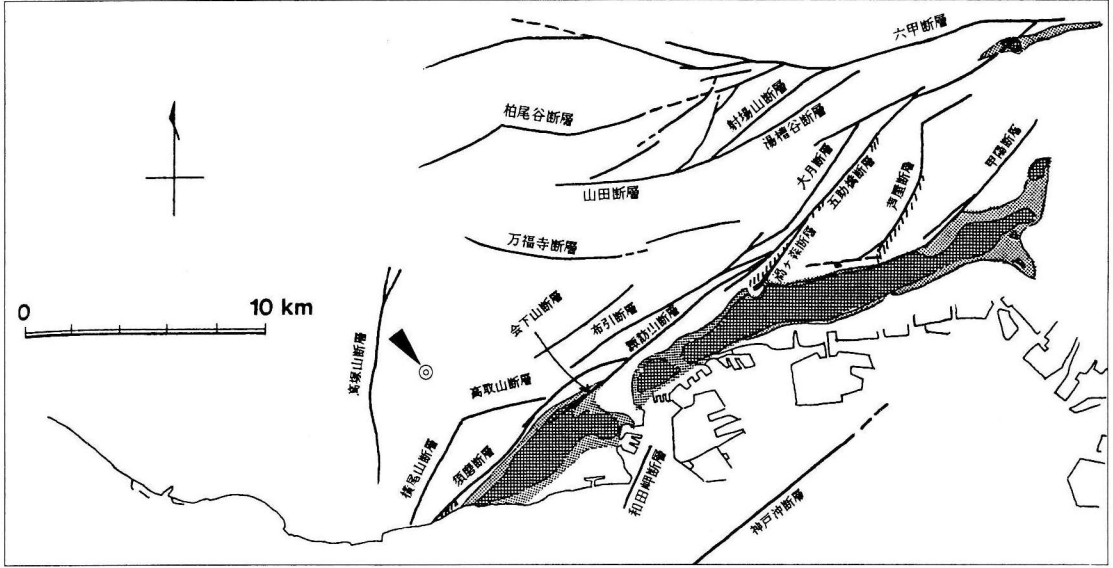 六甲断層
柏尾谷断層
射場山断層
湯槽谷断層
山田断層
大月断層
五助橋断層
芦屋断層
甲陽断層
万福寺断層
渦ヶ森断層
0 10 km
会下山断層
布引断層
諏訪山断層
高塚山断層
高取山断層
横尾山断層
須磨断層
和田岬断層
神戸沖断層